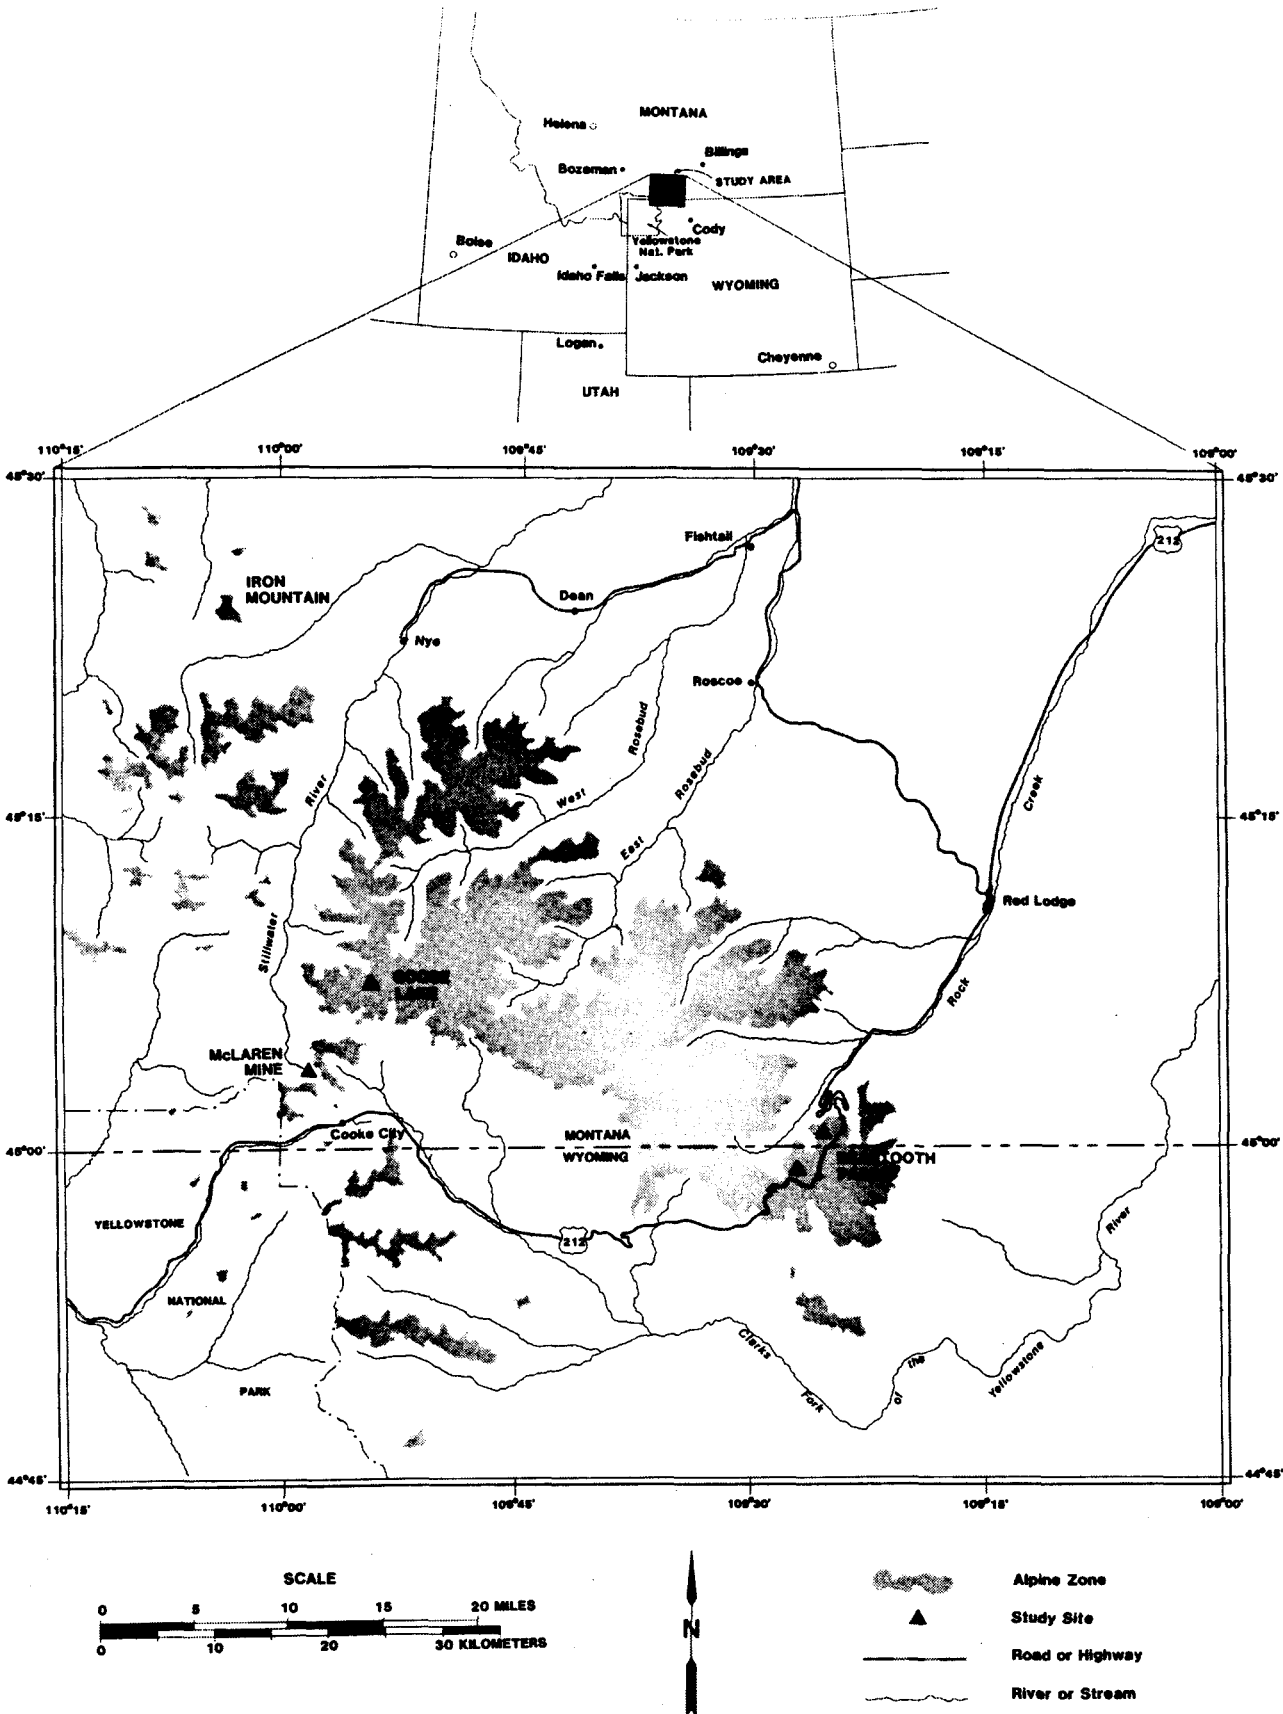 MONTANA
Helena
Billings
Bozeman
STUDY AREA
Cody
Yellowstone
Nat. Park
Boise
IDAHO
Idaho Falls
Jackson
WYOMING
Logan
Cheyenne
UTAH
110°15'
110°00'
109°45'
109°30'
109°15'
109°00'
45°30'
45°30'
Fishtail
212
IRON
MOUNTAIN
Dean
Nye
Roscoe
Rosebud
Rosebud
River
West
Creek
45°15'
45°15'
East
Red Lodge
Stillwater
GOOSE
LAKE
Rock
McLAREN
MINE
Cooke City
MONTANA
45°00'
45°00'
WYOMING
YELLOWSTONE
River
212
NATIONAL
Clarks
the
Yellowstone
PARK
Fork
of
44°45'
44°45'
110°15'
110°00'
109°45'
109°30'
109°15'
109°00'
SCALE
0 5 10 15 20 MILES
0 10 20 30 KILOMETERS
N
Alpine Zone
Study Site
Road or Highway
River or Stream